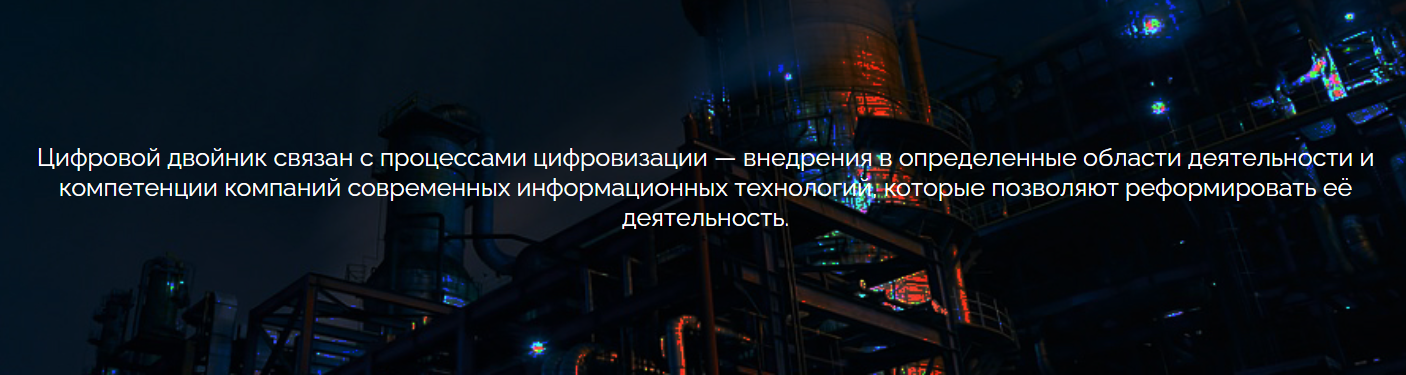 Цифровой двойник связан с процессами цифровизации — внедрения в определенные области деятельности и
компетенции компаний современных информационных технологий, которые позволяют реформировать её
деятельность.